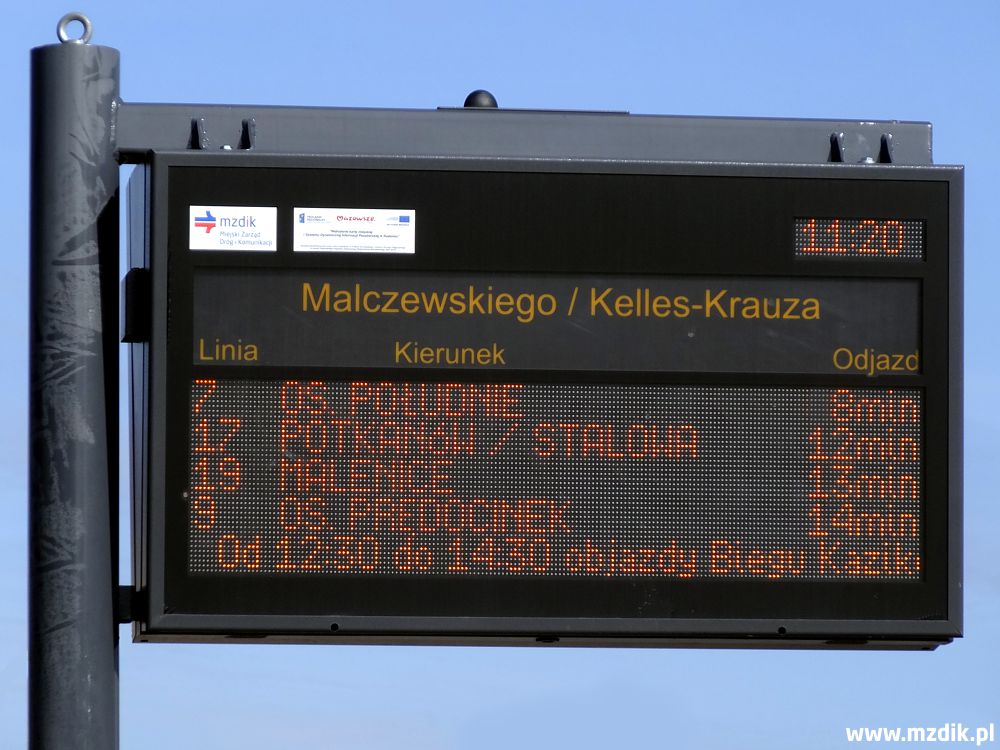 mzdik
Miejski Zarząd
Dróg i Komunikacji
Mazowsze.
11:20
Malczewskiego / Kelles-Krauza
Linia Kierunek Odjazd
7 OS. POŁUDNIE 8min
17 POTKANÓW / STALOWA 12min
19 MALENICE 13min
9 OS. PRĘDOCINEK 14min
Od 12:30 do 14:30 objazdy Biegu Kaziki
www.mzdik.pl